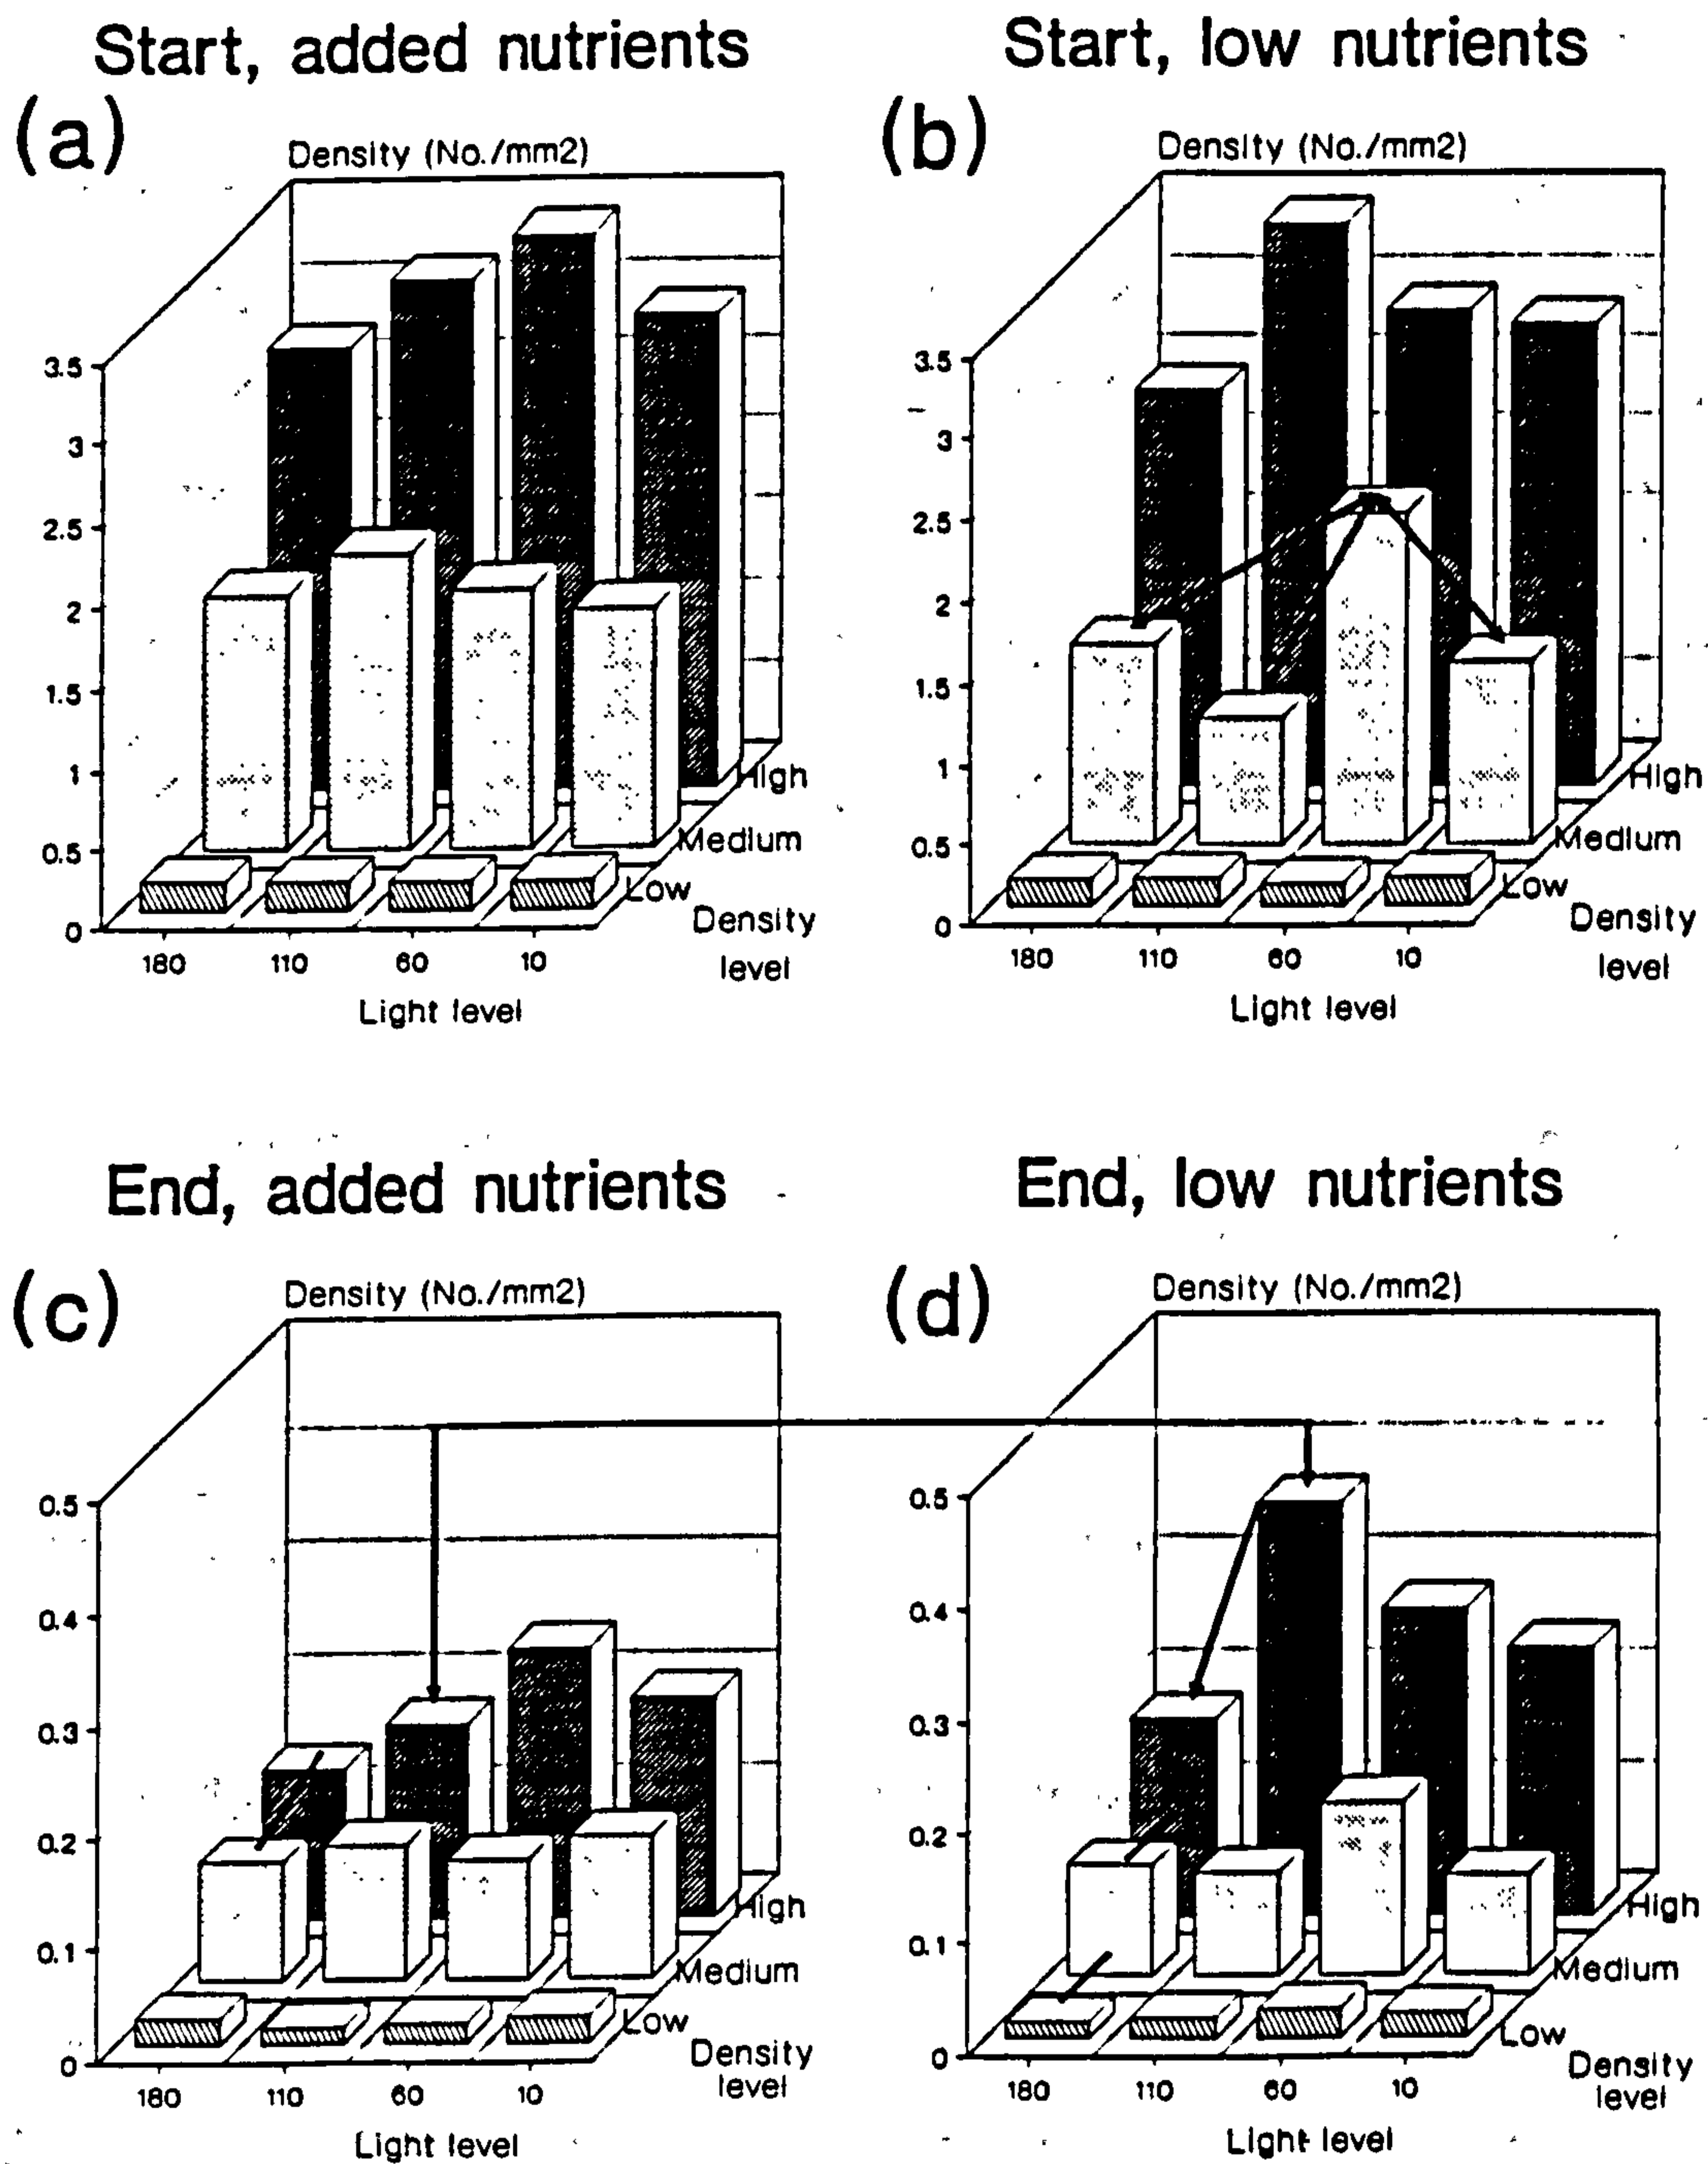 Start, added nutrients
(a)
Density (No./mm2)
3.5
3
2.5
2
1.5
1
0.5
0
High
Medium
Low
Density
level
180 110 60 10
Light level
Start, low nutrients
(b)
Density (No./mm2)
3.5
3
2.5
2
1.5
1
0.5
0
High
Medium
Low
Density
level
180 110 60 10
Light level
End, added nutrients
(c)
Density (No./mm2)
0.5
0.4
0.3
0.2
0.1
0
High
Medium
Low
Density
level
180 110 60 10
Light level
End, low nutrients
(d)
Density (No./mm2)
0.5
0.4
0.3
0.2
0.1
0
High
Medium
Low
Density
level
180 110 60 10
Light level